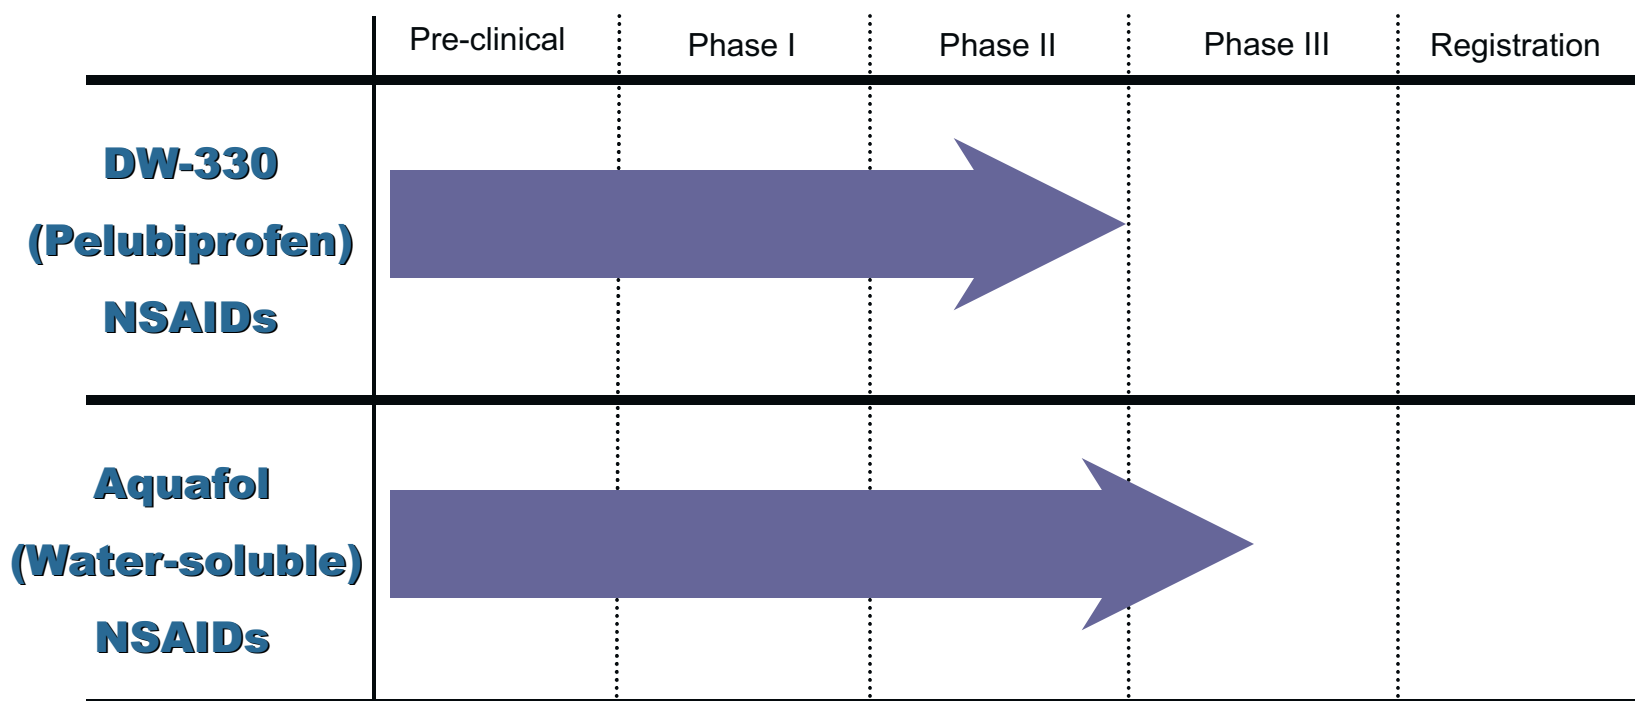 Pre-clinical Phase I Phase II Phase III Registration
DW-330
(Pelubiprofen)
NSAIDs
Aquafol
(Water-soluble)
NSAIDs